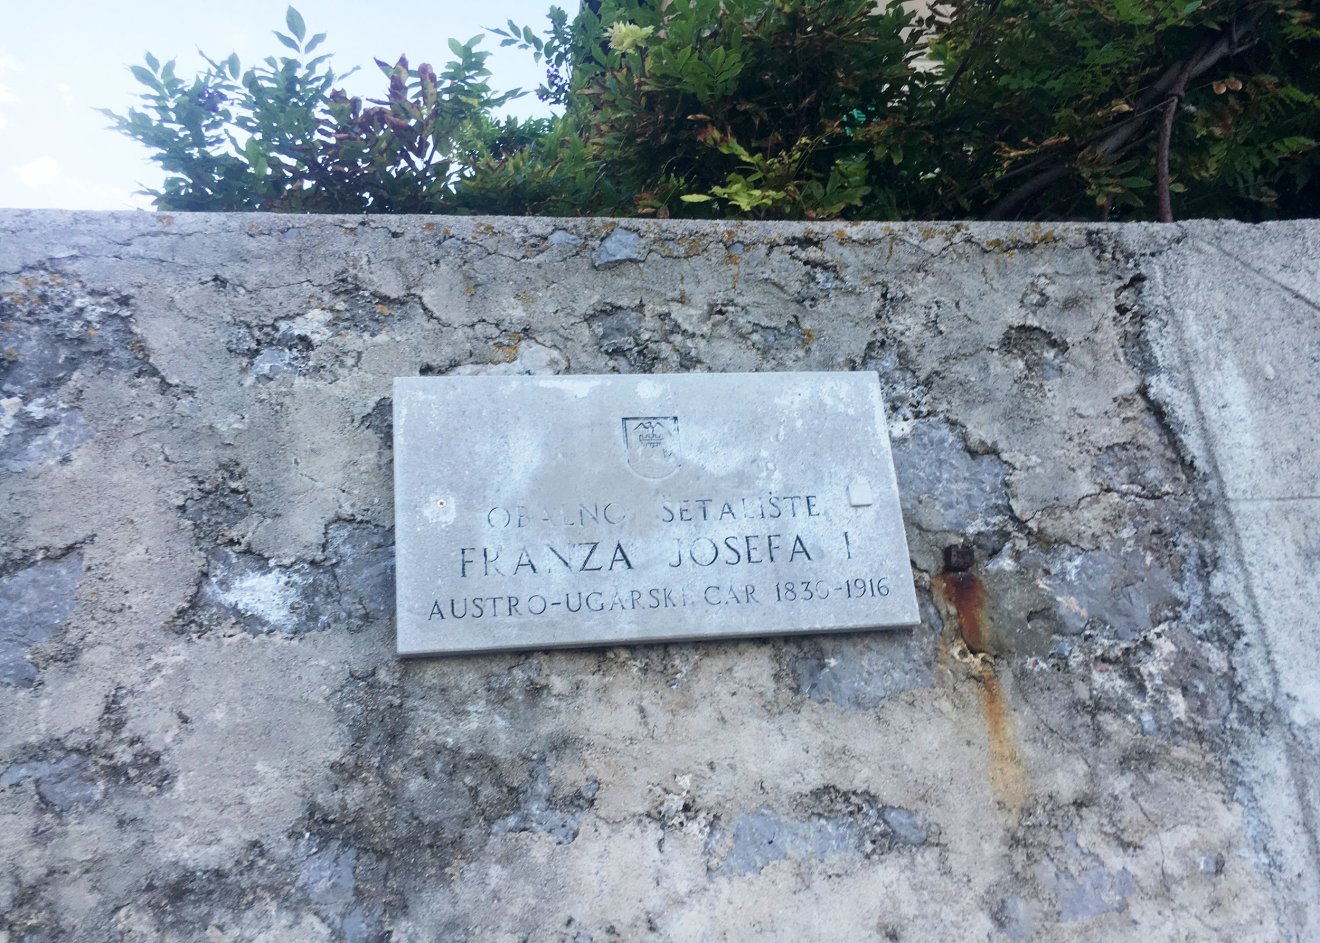 OBALNO ŠETALIŠTE
FRANZA JOSEFA I
AUSTRO-UGARSKI CAR 1830-1916